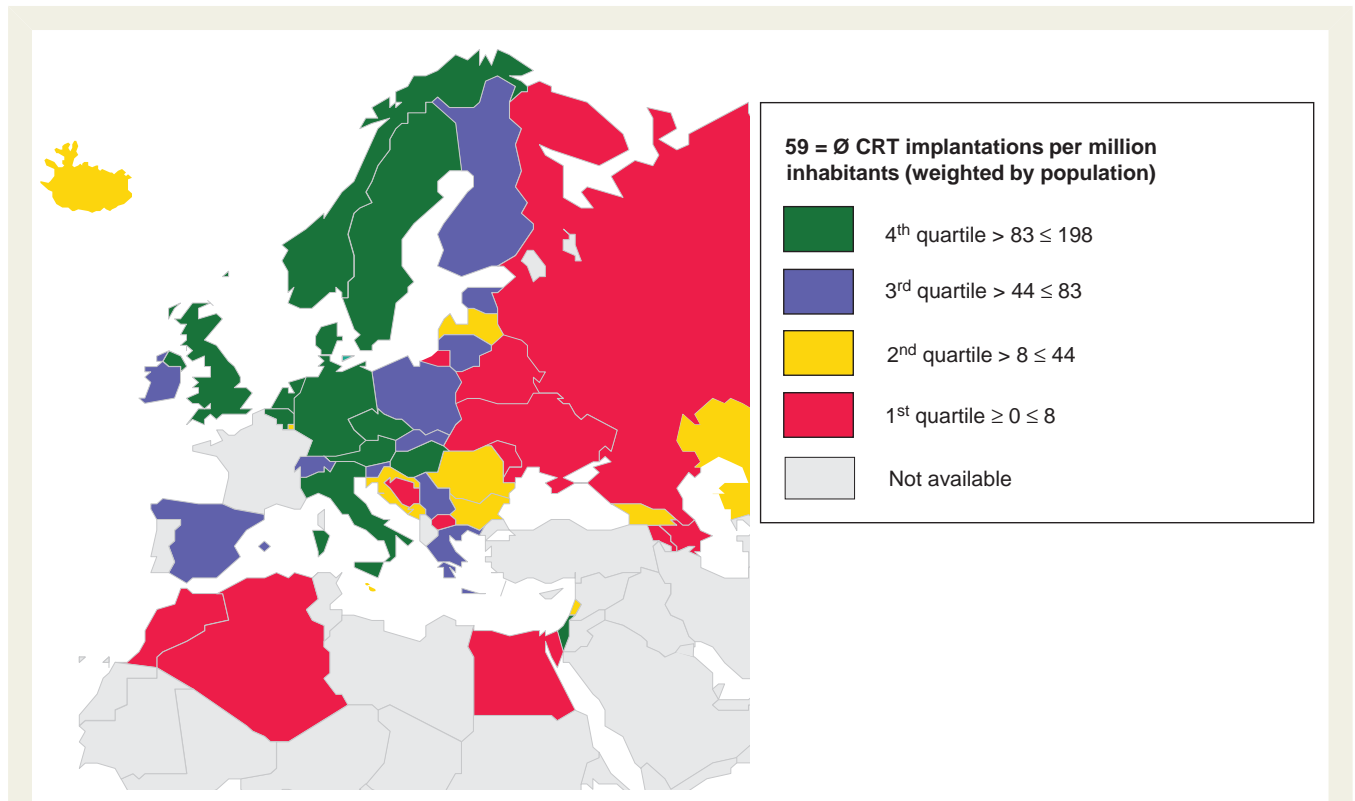 59 = Ø CRT implantations per million
inhabitants (weighted by population)
4th quartile > 83 ≤ 198
3rd quartile > 44 ≤ 83
2nd quartile > 8 ≤ 44
1st quartile ≥ 0 ≤ 8
Not available